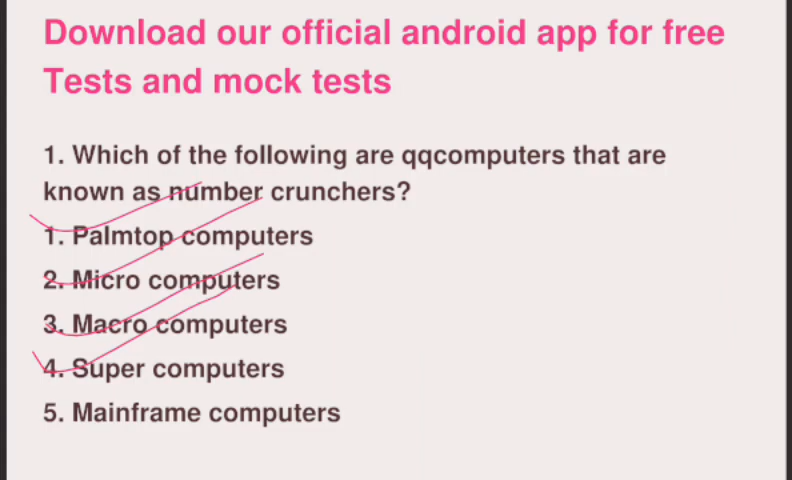 Download our official android app for free
Tests and mock tests
1. Which of the following are qqcomputers that are
known as number crunchers?
1. Palmtop computers
2. Micro computers
3. Macro computers
4. Super computers
5. Mainframe computers